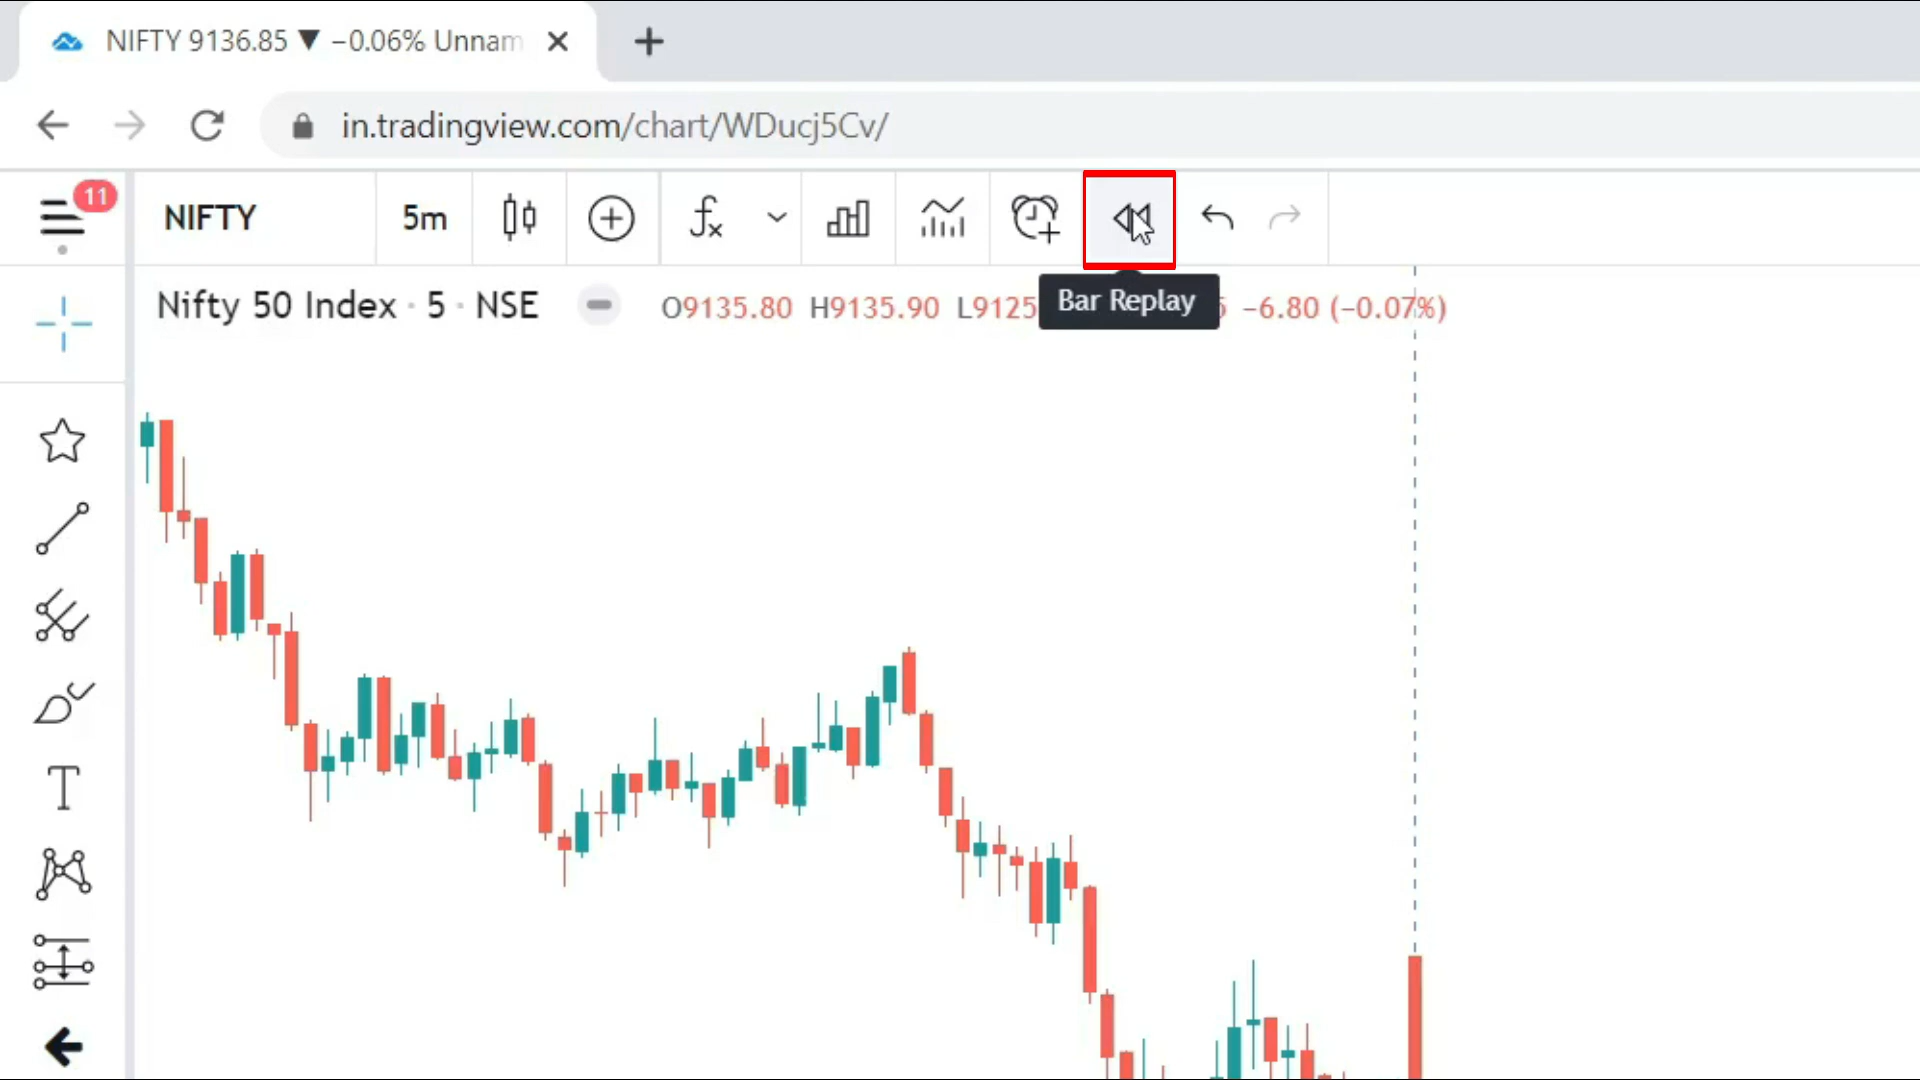 NIFTY 9136.85 ▼ −0.06% Unnam
in.tradingview.com/chart/WDucj5Cv/
11
NIFTY
5m
fx
Nifty 50 Index · 5 · NSE
O9135.80 H9135.90 L9125 −6.80 (−0.07%)
Bar Replay
T